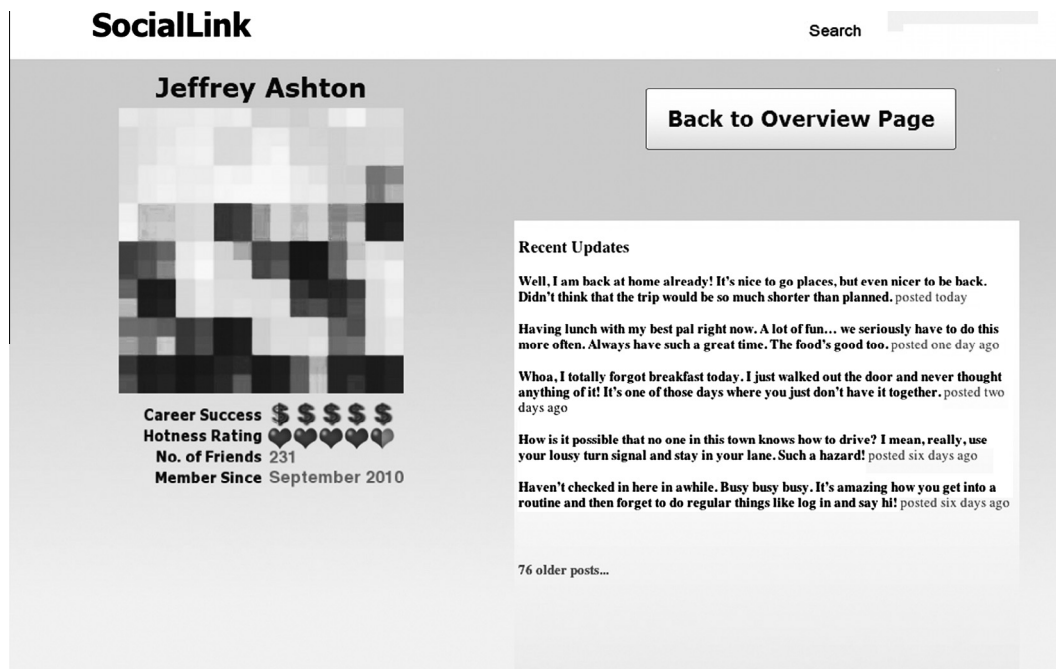 SocialLink
Search
Jeffrey Ashton
Back to Overview Page
Career Success $ $ $ $ $
Hotness Rating
No. of Friends 231
Member Since September 2010
Recent Updates
Well, I am back at home already! It's nice to go places, but even nicer to be back.
Didn't think that the trip would be so much shorter than planned. posted today
Having lunch with my best pal right now. A lot of fun... we seriously have to do this
more often. Always have such a great time. The food's good too. posted one day ago
Whoa, I totally forgot breakfast today. I just walked out the door and never thought
anything of it! It's one of those days where you just don't have it together. posted two
days ago
How is it possible that no one in this town knows how to drive? I mean, really, use
your lousy turn signal and stay in your lane. Such a hazard! posted six days ago
Haven't checked in here in awhile. Busy busy busy. It's amazing how you get into a
routine and then forget to do regular things like log in and say hi! posted six days ago
76 older posts...